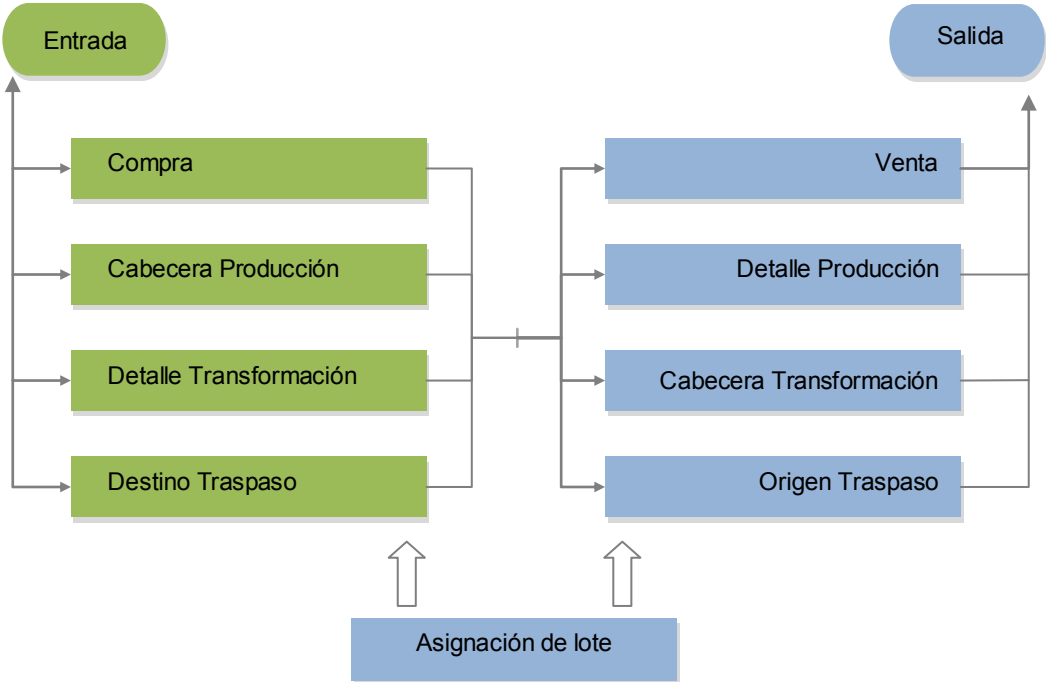 Entrada
Salida
Compra
Venta
Cabecera Producción
Detalle Producción
Detalle Transformación
Cabecera Transformación
Destino Traspaso
Origen Traspaso
Asignación de lote